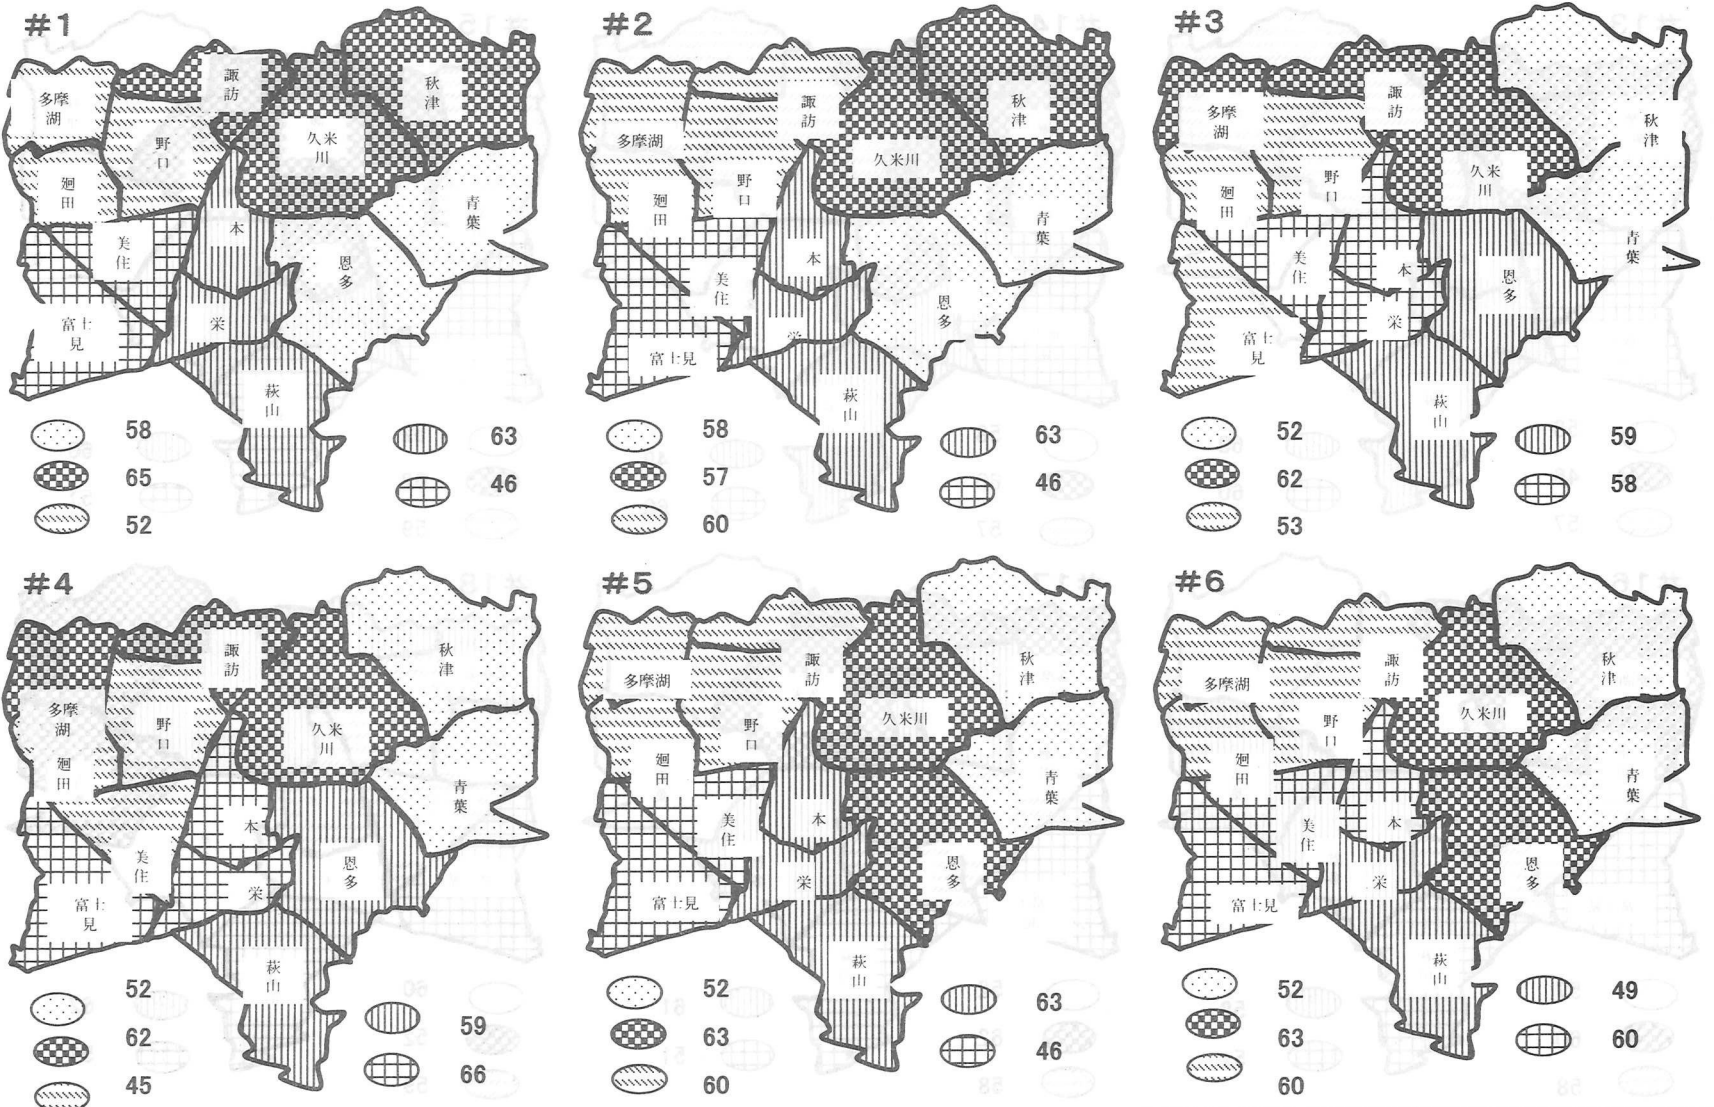 #1
諏訪
秋津
多摩湖
久米川
野口
廻田
青葉
本
美住
恩多
栄
富士見
萩山
58
65
52
63
46
#2
諏訪
秋津
多摩湖
久米川
野口
廻田
青葉
本
美住
恩多
栄
富士見
萩山
58
57
60
63
46
#3
諏訪
多摩湖
秋津
久米川
野口
廻田
青葉
美住
本
恩多
栄
富士見
萩山
52
62
53
59
58
#4
諏訪
秋津
多摩湖
野口
久米川
廻田
青葉
本
美住
恩多
栄
富士見
萩山
52
62
45
59
66
#5
諏訪
秋津
多摩湖
久米川
野口
廻田
青葉
美住
本
恩多
栄
富士見
萩山
52
63
60
63
46
#6
諏訪
秋津
多摩湖
久米川
野口
廻田
青葉
美住
本
恩多
栄
富士見
萩山
52
63
60
49
60